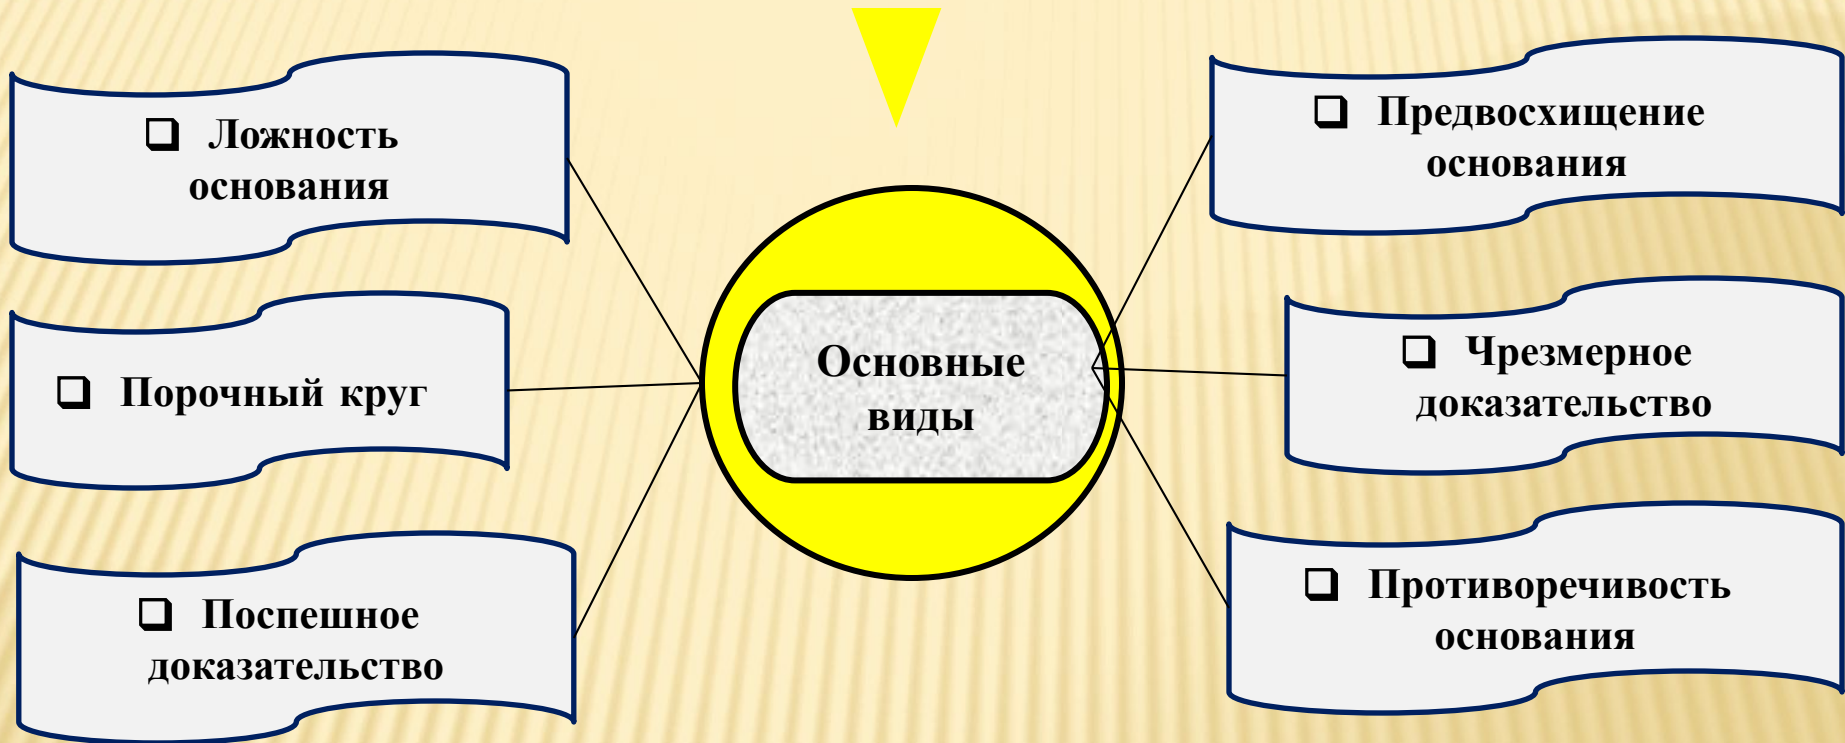 ❑ Ложность
основания
❑ Порочный круг
❑ Поспешное
доказательство
Основные
виды
❑ Предвосхищение
основания
❑ Чрезмерное
доказательство
❑ Противоречивость
основания